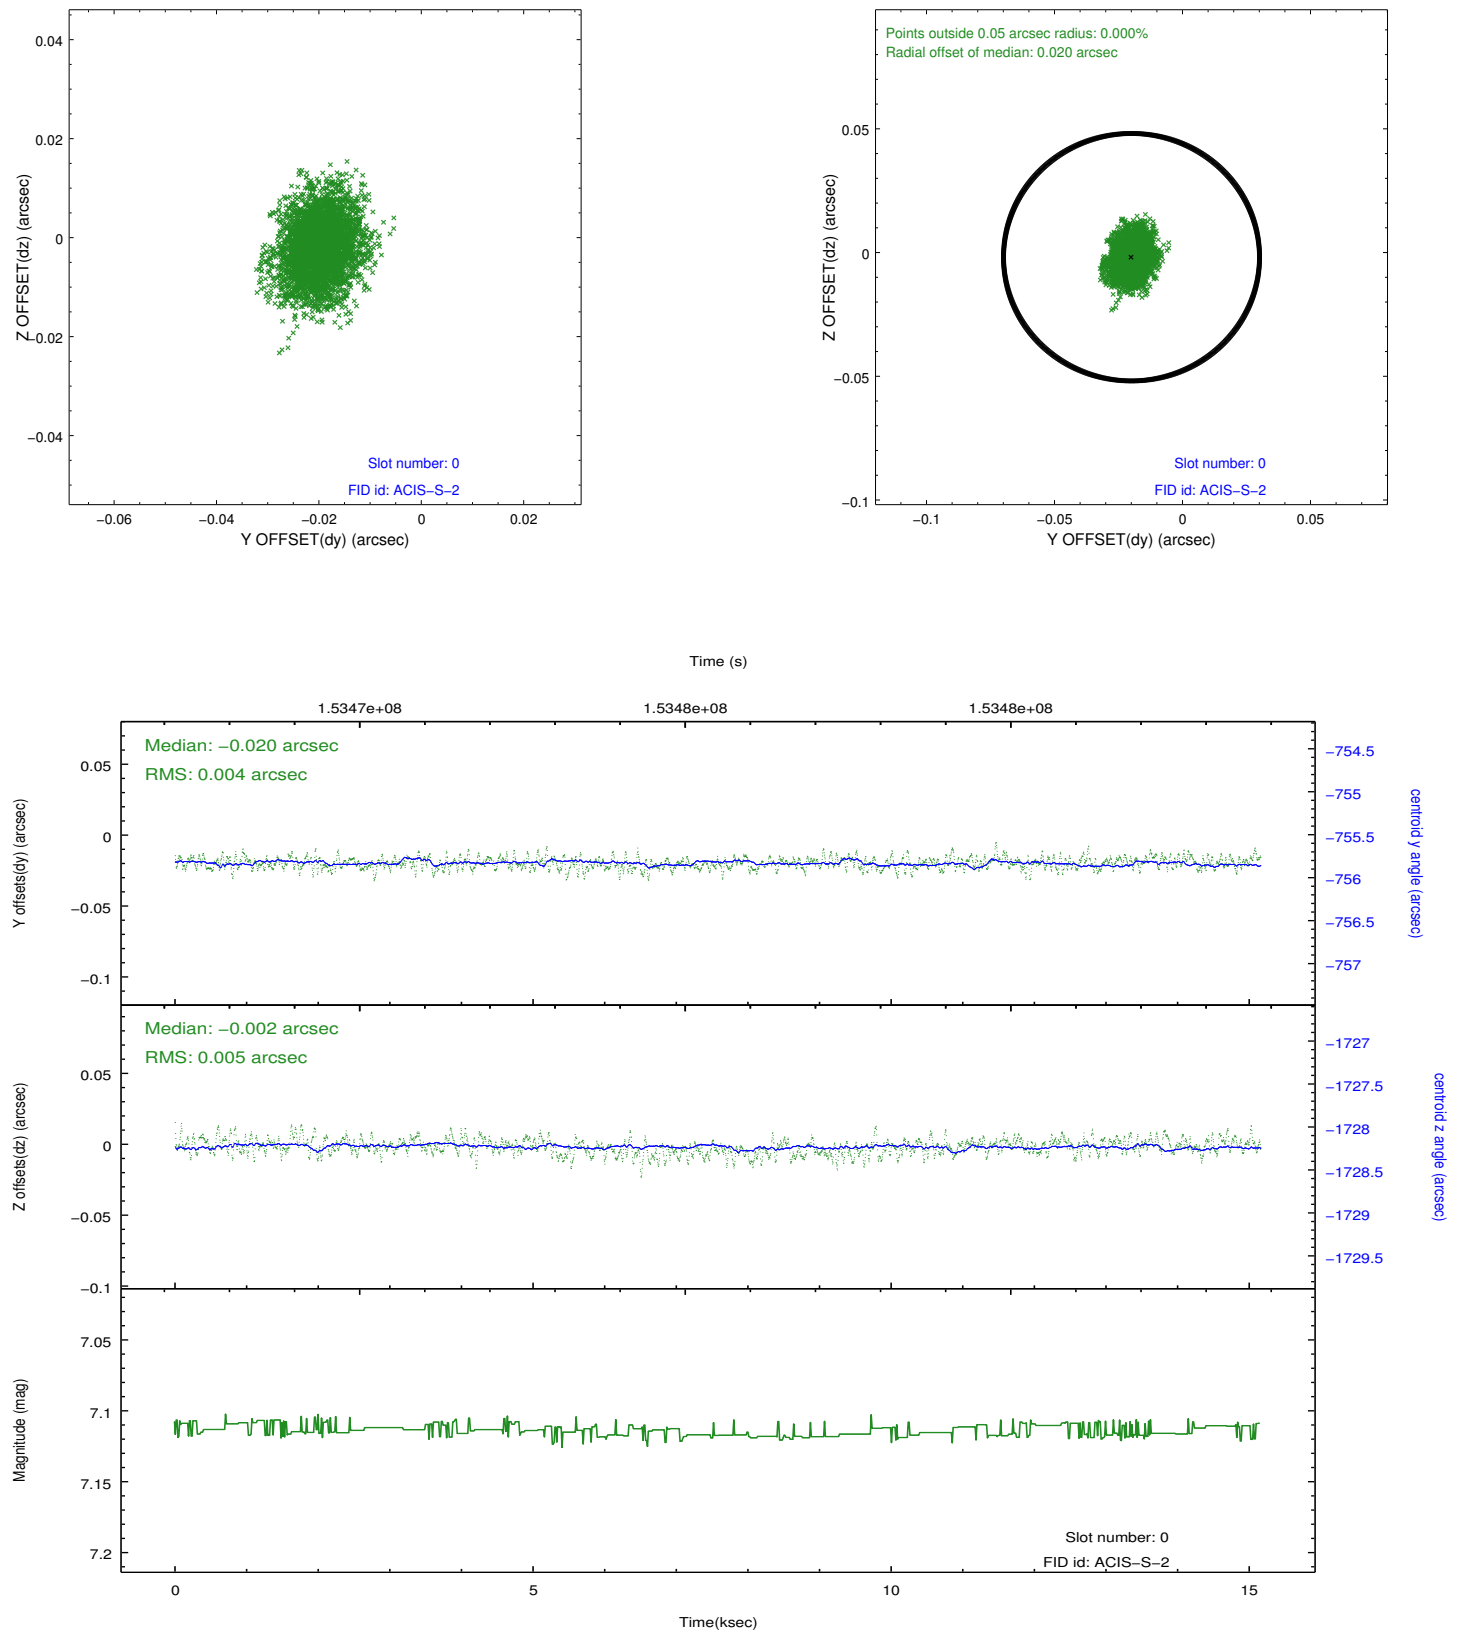 0.04
0.02
0
−0.02
−0.04
Z OFFSET(dz) (arcsec)
Slot number: 0
FID id: ACIS−S−2
−0.06
−0.04
−0.02
0
0.02
Y OFFSET(dy) (arcsec)
Points outside 0.05 arcsec radius: 0.000%
Radial offset of median: 0.020 arcsec
0.05
0
−0.05
−0.1
Z OFFSET(dz) (arcsec)
Slot number: 0
FID id: ACIS−S−2
−0.1
−0.05
0
0.05
Y OFFSET(dy) (arcsec)
Time (s)
1.5347e+08
1.5348e+08
1.5348e+08
Median: −0.020 arcsec
RMS: 0.004 arcsec
0.05
0
−0.05
−0.1
Y offsets(dy) (arcsec)
−754.5
−755
−755.5
−756
−756.5
−757
centroid y angle (arcsec)
Median: −0.002 arcsec
RMS: 0.005 arcsec
0.05
0
−0.05
−0.1
Z offsets(dz) (arcsec)
−1727
−1727.5
−1728
−1728.5
−1729
−1729.5
centroid z angle (arcsec)
7.05
7.1
7.15
7.2
Magnitude (mag)
Slot number: 0
FID id: ACIS−S−2
0
5
10
15
Time(ksec)